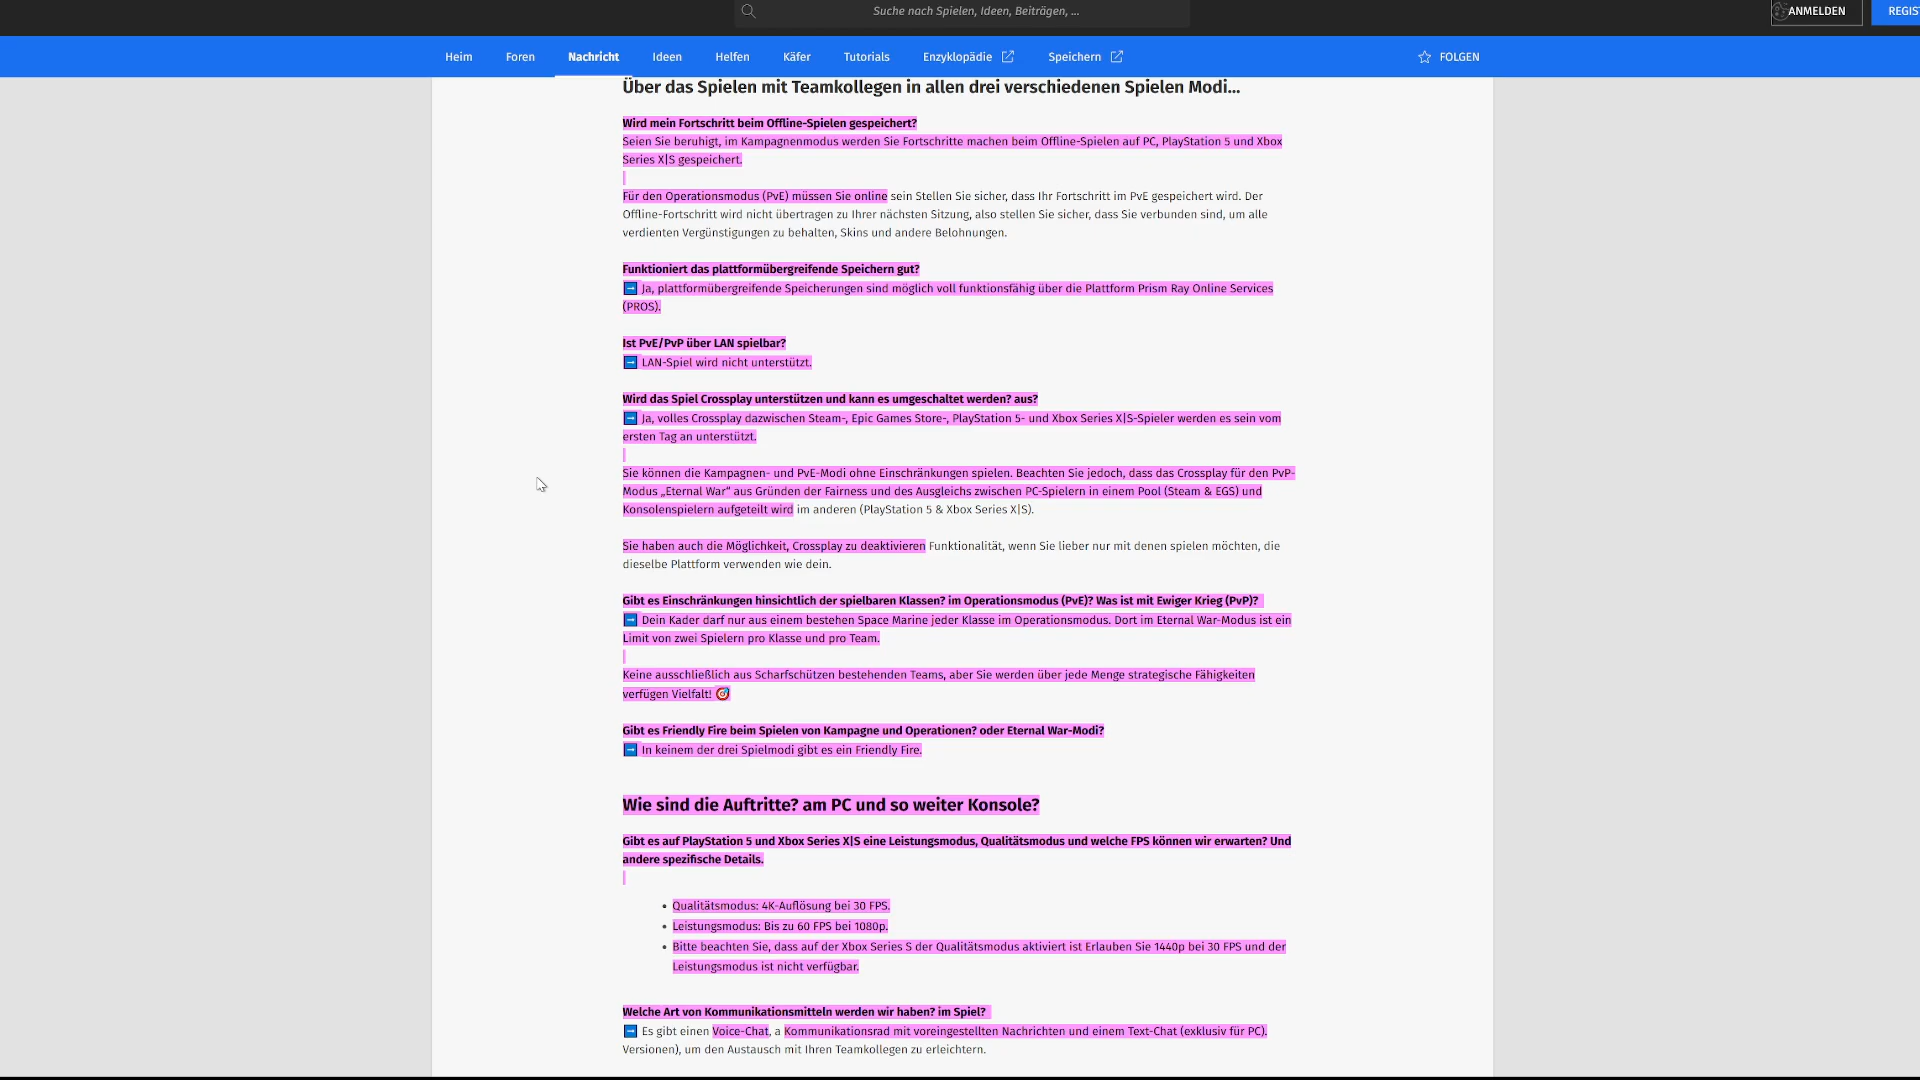 Suche nach Spielen, Ideen, Beiträgen, ...
ANMELDEN
REGIS
Heim
Foren
Nachricht
Ideen
Helfen
Käfer
Tutorials
Enzyklopädie
Speichern
FOLGEN
Über das Spielen mit Teamkollegen in allen drei verschiedenen Spielen Modi...
Wird mein Fortschritt beim Offline-Spielen gespeichert?
Seien Sie beruhigt, im Kampagnenmodus werden Sie Fortschritte machen beim Offline-Spielen auf PC, PlayStation 5 und Xbox
Series X|S gespeichert.
Für den Operationsmodus (PvE) müssen Sie online sein Stellen Sie sicher, dass Ihr Fortschritt im PvE gespeichert wird. Der
Offline-Fortschritt wird nicht übertragen zu Ihrer nächsten Sitzung, also stellen Sie sicher, dass Sie verbunden sind, um alle
verdienten Vergünstigungen zu behalten, Skins und andere Belohnungen.
Funktioniert das plattformübergreifende Speichern gut?
➡ Ja, plattformübergreifende Speicherungen sind möglich voll funktionsfähig über die Plattform Prism Ray Online Services
(PROS).
Ist PvE/PvP über LAN spielbar?
➡ LAN-Spiel wird nicht unterstützt.
Wird das Spiel Crossplay unterstützen und kann es umgeschaltet werden? aus?
➡ Ja, volles Crossplay dazwischen Steam-, Epic Games Store-, PlayStation 5- und Xbox Series X|S-Spieler werden es sein vom
ersten Tag an unterstützt.
Sie können die Kampagnen- und PvE-Modi ohne Einschränkungen spielen. Beachten Sie jedoch, dass das Crossplay für den PvP-
Modus „Eternal War“ aus Gründen der Fairness und des Ausgleichs zwischen PC-Spielern in einem Pool (Steam & EGS) und
Konsolenspielern aufgeteilt wird im anderen (PlayStation 5 & Xbox Series X|S).
Sie haben auch die Möglichkeit, Crossplay zu deaktivieren Funktionalität, wenn Sie lieber nur mit denen spielen möchten, die
dieselbe Plattform verwenden wie dein.
Gibt es Einschränkungen hinsichtlich der spielbaren Klassen? im Operationsmodus (PvE)? Was ist mit Ewiger Krieg (PvP)?
➡ Dein Kader darf nur aus einem bestehen Space Marine jeder Klasse im Operationsmodus. Dort im Eternal War-Modus ist ein
Limit von zwei Spielern pro Klasse und pro Team.
Keine ausschließlich aus Scharfschützen bestehenden Teams, aber Sie werden über jede Menge strategische Fähigkeiten
verfügen Vielfalt! 🎯
Gibt es Friendly Fire beim Spielen von Kampagne und Operationen? oder Eternal War-Modi?
➡ In keinem der drei Spielmodi gibt es ein Friendly Fire.
Wie sind die Auftritte? am PC und so weiter Konsole?
Gibt es auf PlayStation 5 und Xbox Series X|S eine Leistungsmodus, Qualitätsmodus und welche FPS können wir erwarten? Und
andere spezifische Details.
• Qualitätsmodus: 4K-Auflösung bei 30 FPS.
• Leistungsmodus: Bis zu 60 FPS bei 1080p.
• Bitte beachten Sie, dass auf der Xbox Series S der Qualitätsmodus aktiviert ist Erlauben Sie 1440p bei 30 FPS und der
Leistungsmodus ist nicht verfügbar.
Welche Art von Kommunikationsmitteln werden wir haben? im Spiel?
➡ Es gibt einen Voice-Chat, a Kommunikationsrad mit voreingestellten Nachrichten und einem Text-Chat (exklusiv für PC).
Versionen), um den Austausch mit Ihren Teamkollegen zu erleichtern.